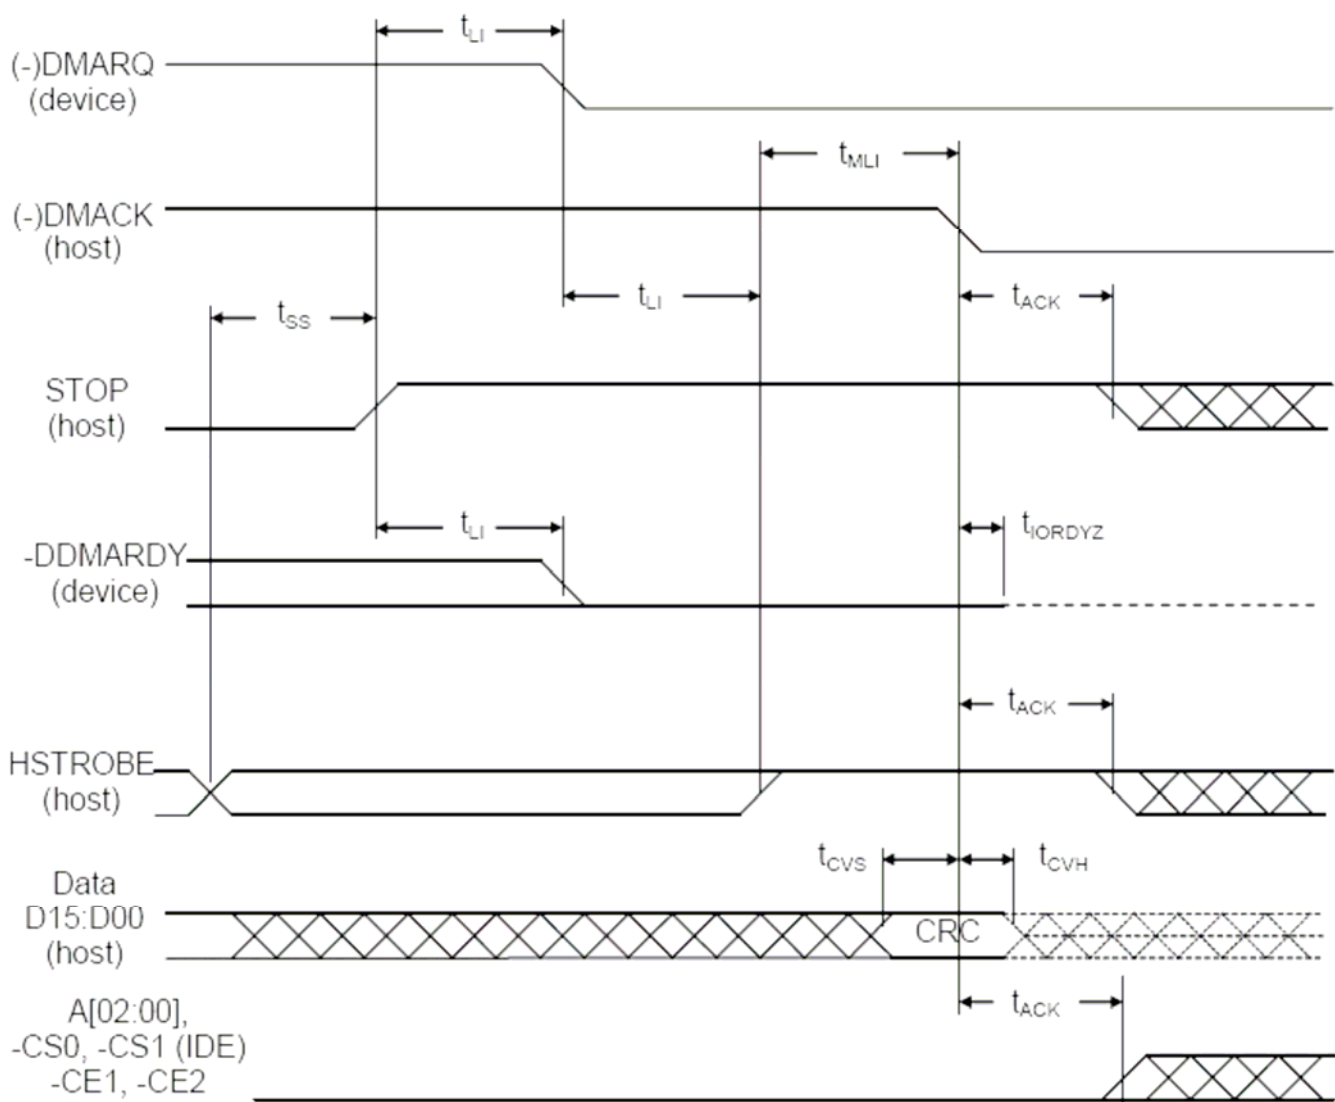 t_LI
(-)DMARQ
(device)
t_MLI
(-)DMACK
(host)
t_LI
t_ACK
t_SS
STOP
(host)
t_LI
t_IORDYZ
-DDMARDY
(device)
t_ACK
HSTROBE
(host)
t_CVS
t_CVH
Data
D15:D00
(host)
CRC
t_ACK
A[02:00],
-CS0, -CS1 (IDE)
-CE1, -CE2